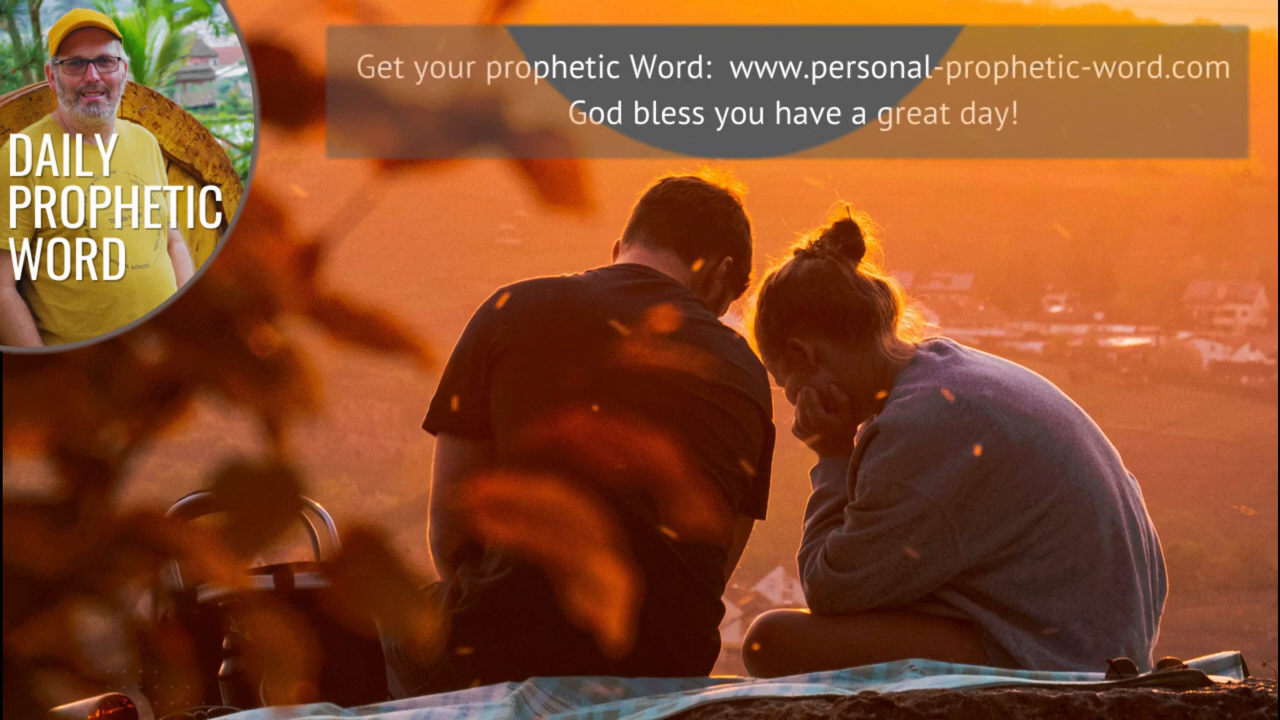 Get your prophetic Word:  www.personal-prophetic-word.com
God bless you have a great day!
DAILY
PROPHETIC
WORD